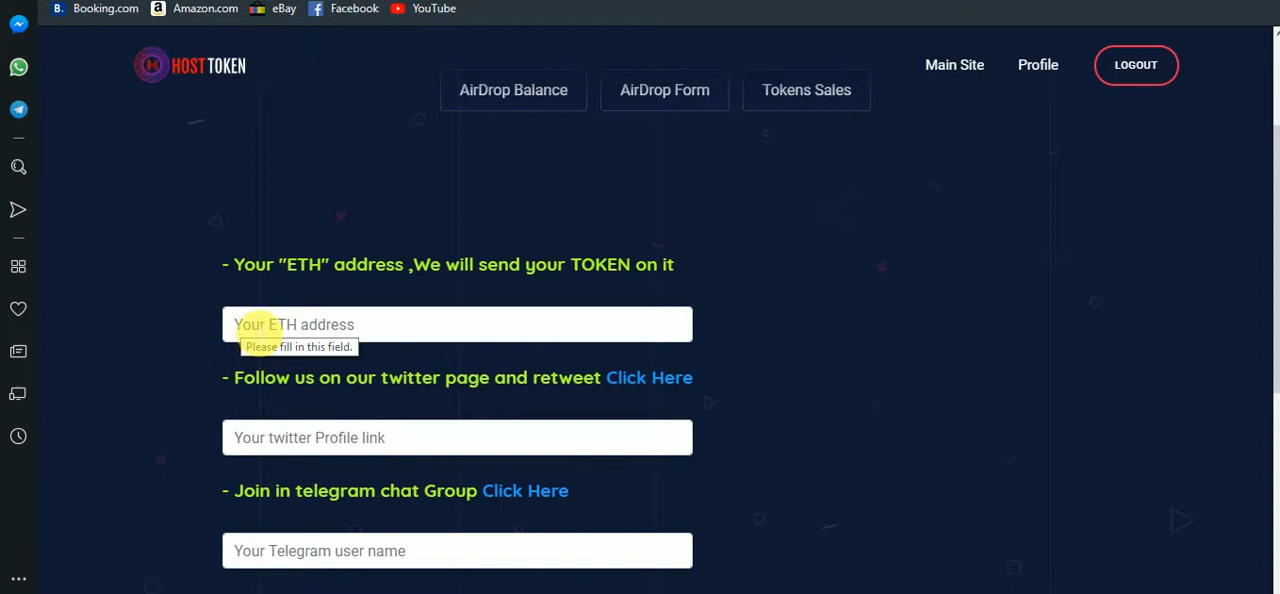 Booking.com
Amazon.com
eBay
Facebook
YouTube
HOST TOKEN
AirDrop Balance
AirDrop Form
Tokens Sales
Main Site
Profile
LOGOUT
- Your "ETH" address ,We will send your TOKEN on it
Your ETH address
Please fill in this field.
- Follow us on our twitter page and retweet Click Here
Your twitter Profile link
- Join in telegram chat Group Click Here
Your Telegram user name